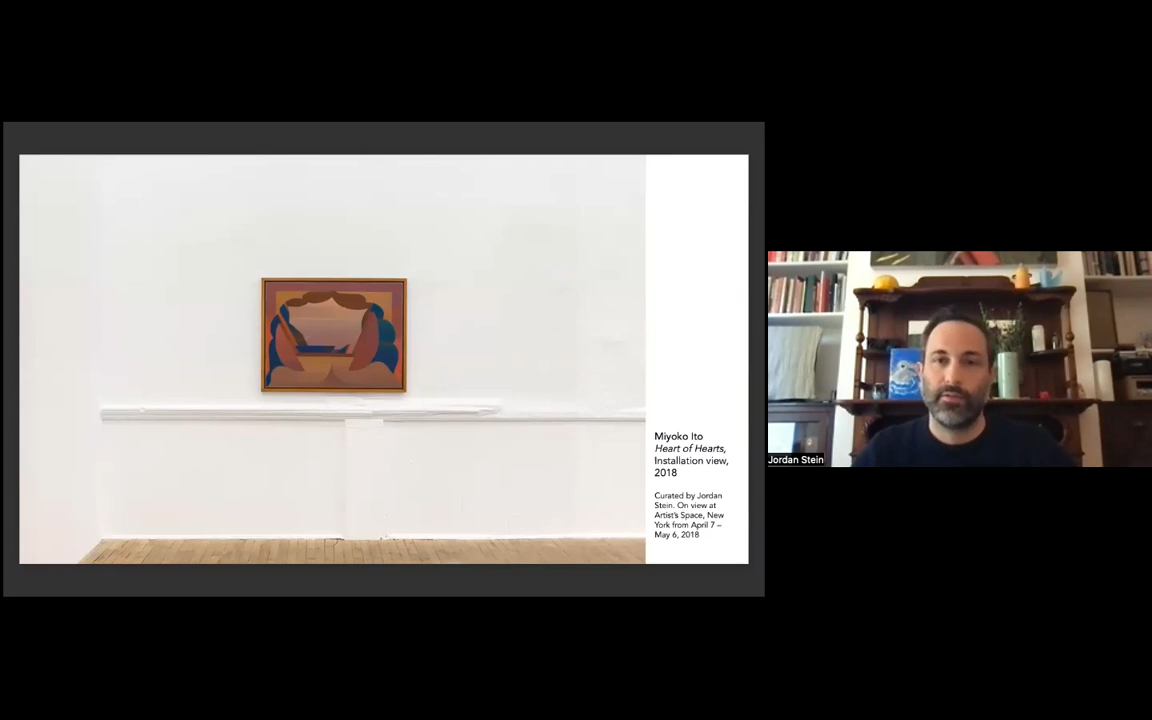 Miyoko Ito
Heart of Hearts,
Installation view,
2018
Curated by Jordan
Stein. On view at
Artist's Space, New
York from April 7 –
May 6, 2018
Jordan Stein